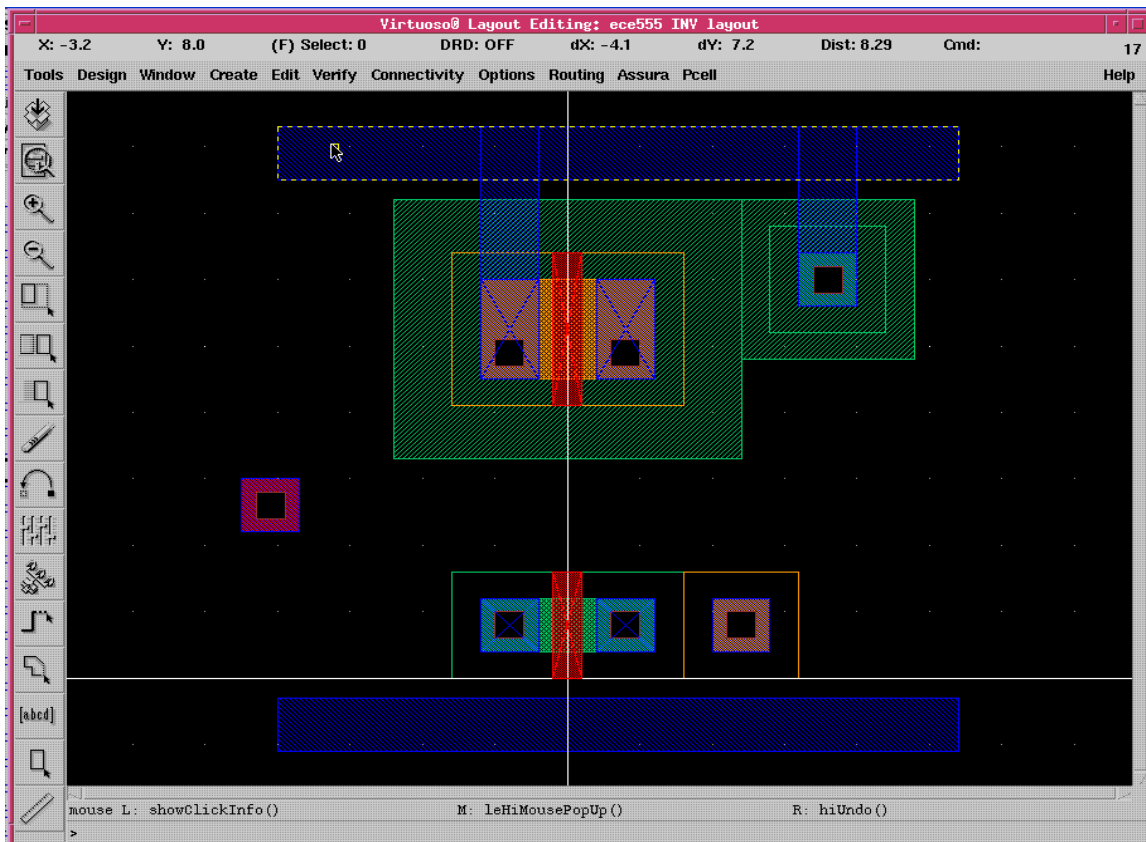 Virtuoso® Layout Editing: ece555 INV layout
X: -3.2 Y: 8.0 (F) Select: 0 DRD: OFF dX: -4.1 dY: 7.2 Dist: 8.29 Cmd: 17
Tools Design Window Create Edit Verify Connectivity Options Routing Assura Pcell Help
[abcd]
mouse L: showClickInfo() M: leHiMousePopUp() R: hiUndo()
>